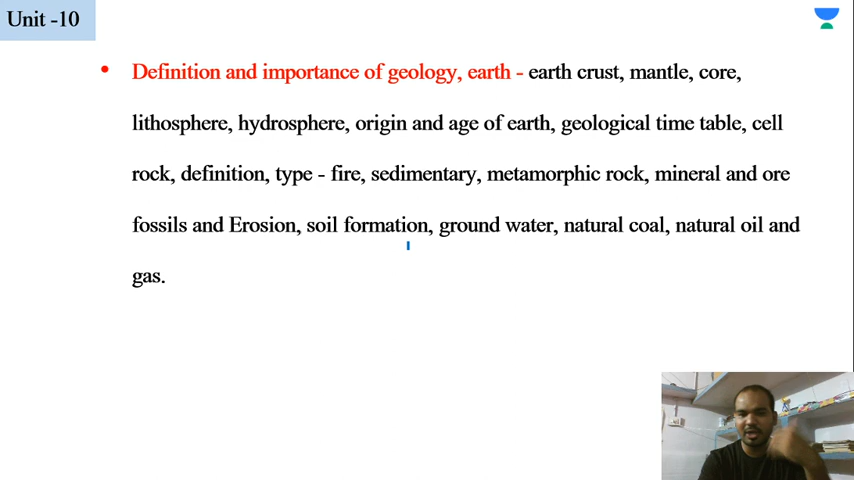 Unit -10
• Definition and importance of geology, earth - earth crust, mantle, core,
lithosphere, hydrosphere, origin and age of earth, geological time table, cell
rock, definition, type - fire, sedimentary, metamorphic rock, mineral and ore
fossils and Erosion, soil formation, ground water, natural coal, natural oil and
gas.